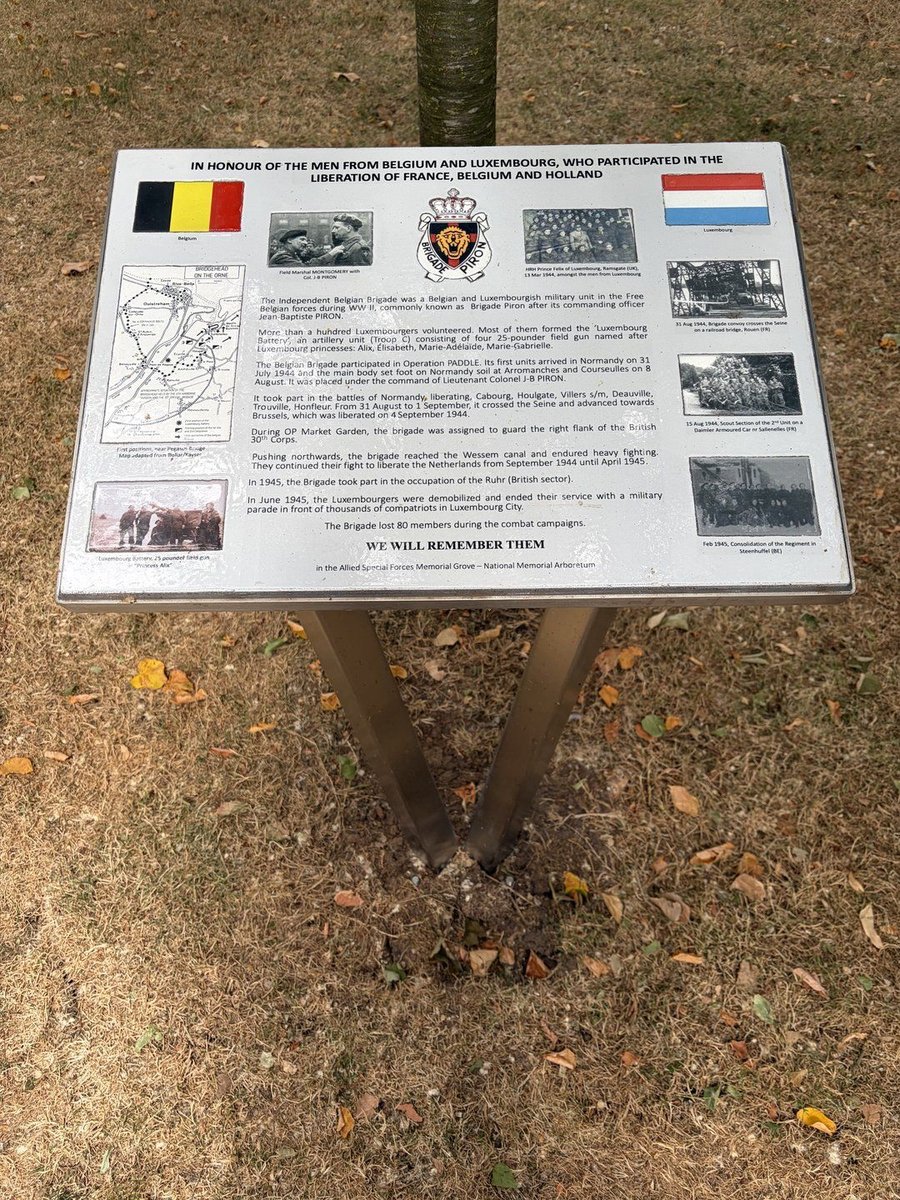 IN HONOUR OF THE MEN FROM BELGIUM AND LUXEMBOURG, WHO PARTICIPATED IN THE
LIBERATION OF FRANCE, BELGIUM AND HOLLAND
Belgium
Field Marshal MONTGOMERY with
Col. J-B PIRON
BRIGADE PIRON
HRH Prince Felix of Luxembourg, Ramsgate (UK),
13 Mar 1944, amongst the men from Luxembourg
Luxembourg
BRIDGEHEAD
ON THE ORNE
Ouistreham
First positions, near Pegasus Bridge
Map adapted from
Luxembourg Battery, 25 pounder field gun,
"Princess Alix"
The Independent Belgian Brigade was a Belgian and Luxembourgish military unit in the Free
Belgian forces during WW II, commonly known as Brigade Piron after its commanding officer
Jean-Baptiste PIRON.
More than a huhdred Luxembourgers volunteered. Most of them formed the 'Luxembourg
Battery', an artillery unit (Troop C) consisting of four 25-pounder field gun named after
Luxembourg princesses: Alix, Élisabeth, Marie-Adélaïde, Marie-Gabrielle.
The Belgian Brigade participated in Operation PADDLE. Its first units arrived in Normandy on 31
July 1944 and the main body set foot on Normandy soil at Arromanches and Courseulles on 8
August. It was placed under the command of Lieutenant Colonel J-B PIRON.
It took part in the battles of Normandy, liberating, Cabourg, Houlgate, Villers s/m, Deauville,
Trouville, Honfleur. From 31 August to 1 September, it crossed the Seine and advanced towards
Brussels, which was liberated on 4 September 1944.
During OP Market Garden, the brigade was assigned to guard the right flank of the British
30th Corps.
Pushing northwards, the brigade reached the Wessem canal and endured heavy fighting.
They continued their fight to liberate the Netherlands from September 1944 until April 1945.
In 1945, the Brigade took part in the occupation of the Ruhr (British sector).
In June 1945, the Luxembourgers were demobilized and ended their service with a military
parade in front of thousands of compatriots in Luxembourg City.
The Brigade lost 80 members during the combat campaigns.
WE WILL REMEMBER THEM
in the Allied Special Forces Memorial Grove – National Memorial Arboretum
31 Aug 1944, Brigade convoy crosses the Seine
on a railroad bridge, Rouen (FR)
15 Aug 1944, Scout Section of the 2nd Unit on a
Daimler Armoured Car nr Sallenelles (FR)
Feb 1945, Consolidation of the Regiment in
Steenhuffel (BE)